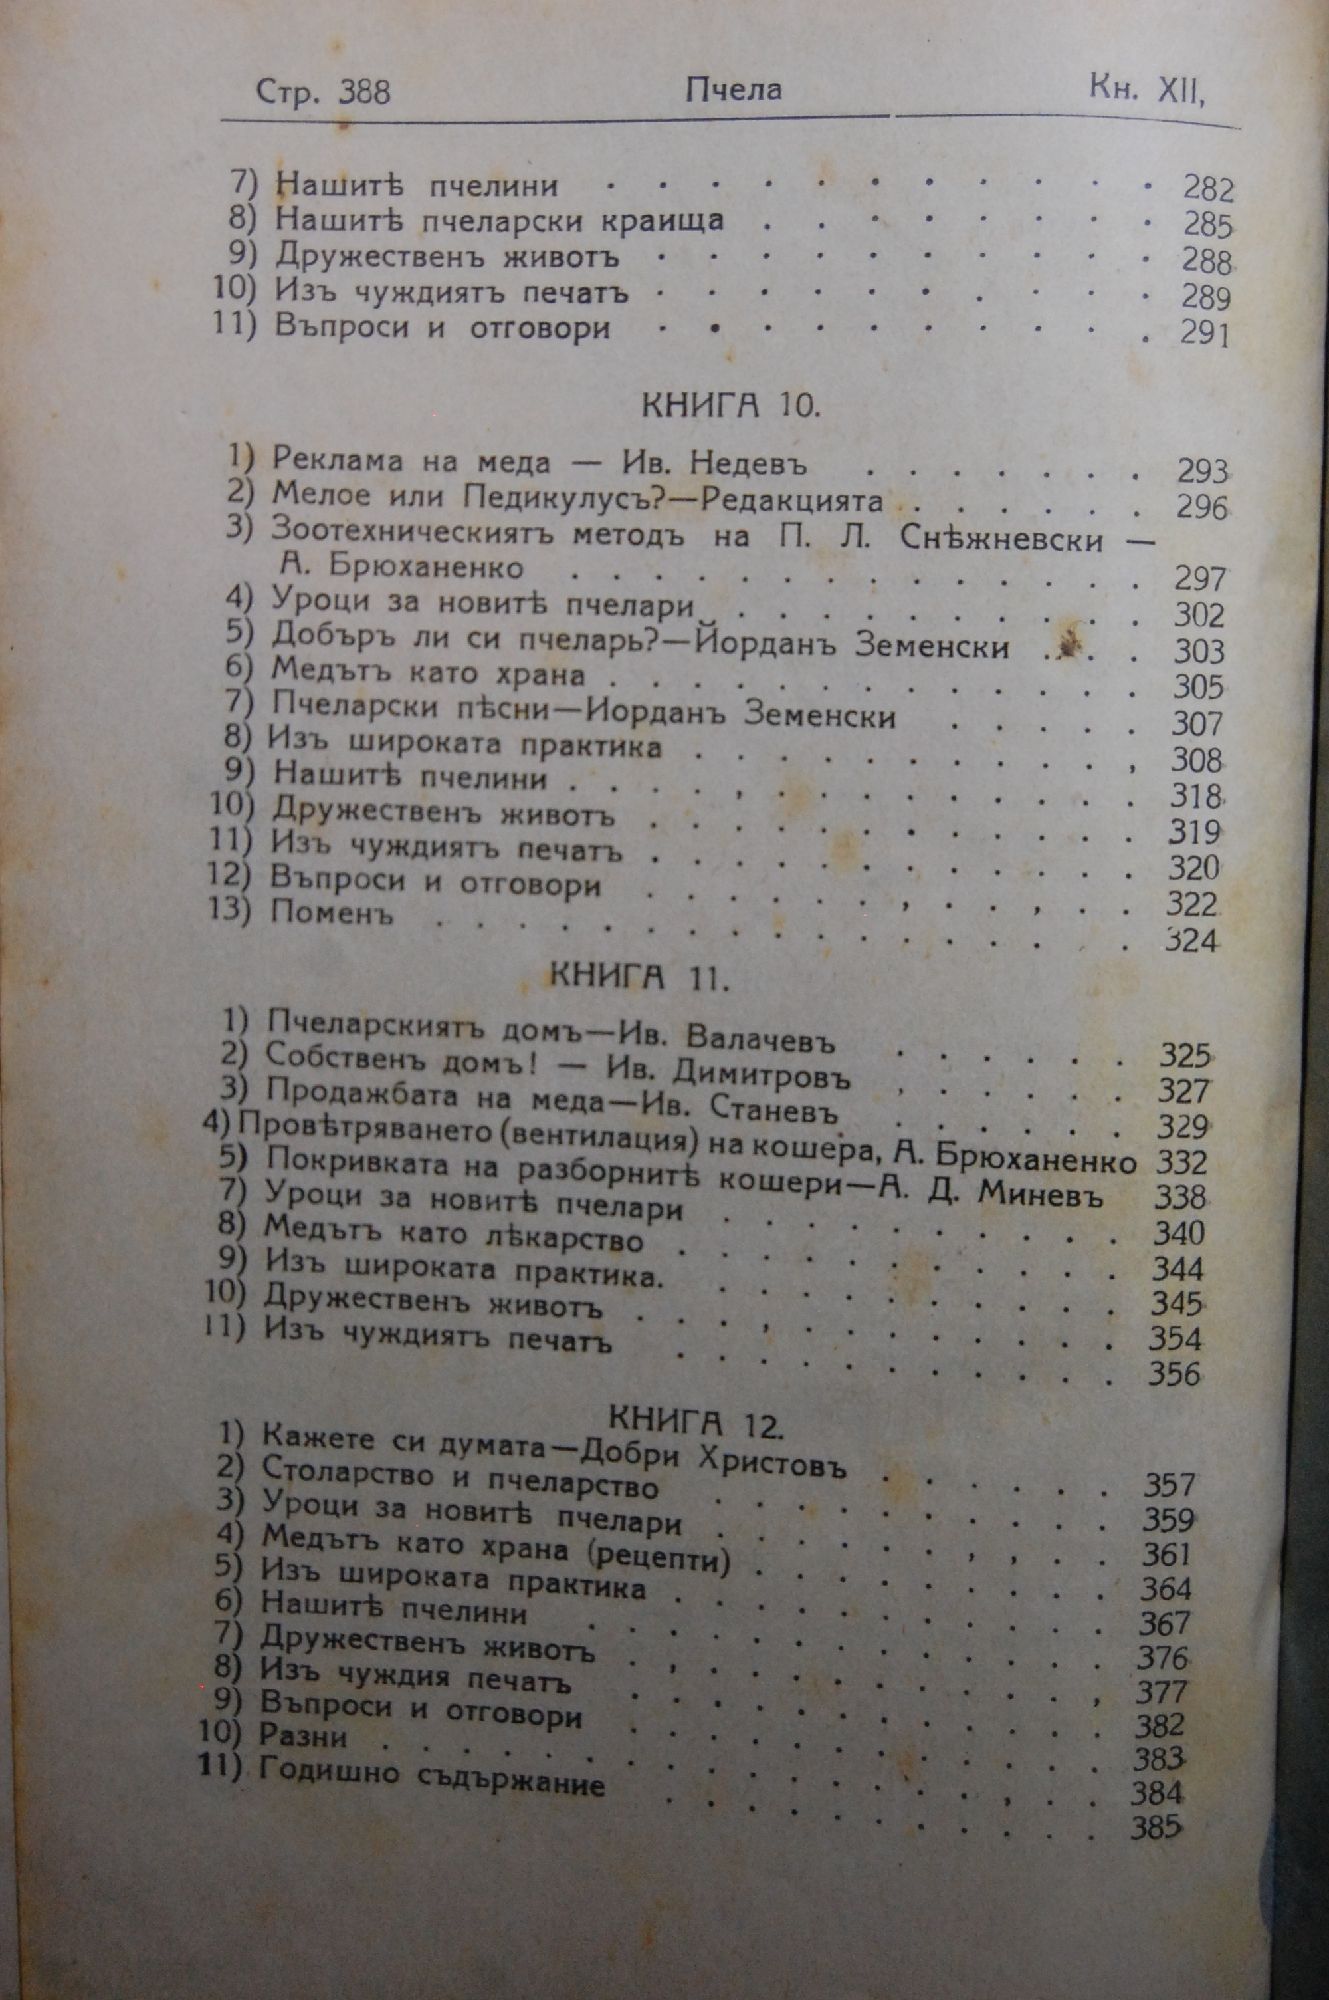 Стр. 388 Пчела Кн. XII,
7) Нашитѣ пчелини . . . . . . . . . . . 282
8) Нашитѣ пчеларски краища . . . . . . . . 285
9) Дружественъ животъ . . . . . . . . . . 288
10) Изъ чуждиятъ печатъ . . . . . . . . . . 289
11) Въпроси и отговори . . . . . . . . . . 291
КНИГА 10.
1) Реклама на меда — Ив. Недевъ . . . . . . . 293
2) Мелое или Педикулусъ?—Редакцията . . . . . . 296
3) Зоотехническиятъ методъ на П. Л. Снѣжневски —
А. Брюханенко . . . . . . . . . . . . . . 297
4) Уроци за новитѣ пчелари . . . . . . . . . . 302
5) Добъръ ли си пчеларь?—Йорданъ Земенски . . . . 303
6) Медътъ като храна . . . . . . . . . . . . . 305
7) Пчеларски пѣсни—Иорданъ Земенски . . . . . 307
8) Изъ широката практика . . . . . . . . . . , 308
9) Нашитѣ пчелини . . . . , . . . . . . . . . 318
10) Дружественъ животъ . . . . . . . . . . . . 319
11) Изъ чуждиятъ печатъ . . . . . . . . . . . . 320
12) Въпроси и отговори . . . . . . , . . , . . 322
13) Поменъ . . . . . . . . . . . . . . . . 324
КНИГА 11.
1) Пчеларскиятъ домъ—Ив. Валачевъ . . . . . . 325
2) Собственъ домъ! — Ив. Димитровъ , . . . . . 327
3) Продажбата на меда—Ив. Станевъ . . . . . . 329
4) Провѣтряването (вентилация) на кошера, А. Брюханенко 332
5) Покривката на разборнитѣ кошери—А. Д. Миневъ 338
7) Уроци за новитѣ пчелари . . . . . . . . . . 340
8) Медътъ като лѣкарство . . . . . . . . . . . 344
9) Изъ широката практика. . . . . . . . . . . 345
10) Дружественъ животъ . . . , . . . . . . . . 354
11) Изъ чуждиятъ печатъ . . . . . . . . . . . 356
КНИГА 12.
1) Кажете си думата—Добри Христовъ . . . . . . 357
2) Столарство и пчеларство . . . . . . . . . . 359
3) Уроци за новитѣ пчелари . . . . . . , , . . 361
4) Медътъ като храна (рецепти) . . . . . . . . . 364
5) Изъ широката практика . . . . . . . . . . . 367
6) Нашитѣ пчелини . . . . . . . . . . . . . 376
7) Дружественъ животъ . , . . . . . . . . . , 377
8) Изъ чуждия печатъ . . . . . . . . . . . . 382
9) Въпроси и отговори . . . . . . . . . . . . 383
10) Разни . . . . . . . . . . . . . . . , . . 384
11) Годишно съдържание . . . . . . . . . . . 385